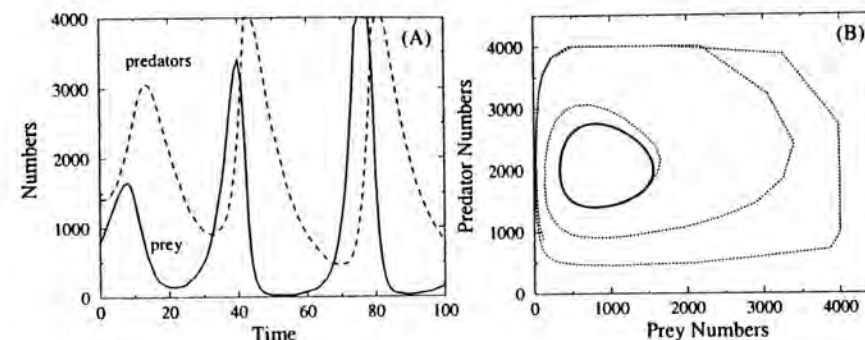 4000
3000
2000
1000
0
Numbers
predators
prey
(A)
0 20 40 60 80 100
Time
4000
3000
2000
1000
0
Predator Numbers
(B)
0 1000 2000 3000 4000
Prey Numbers